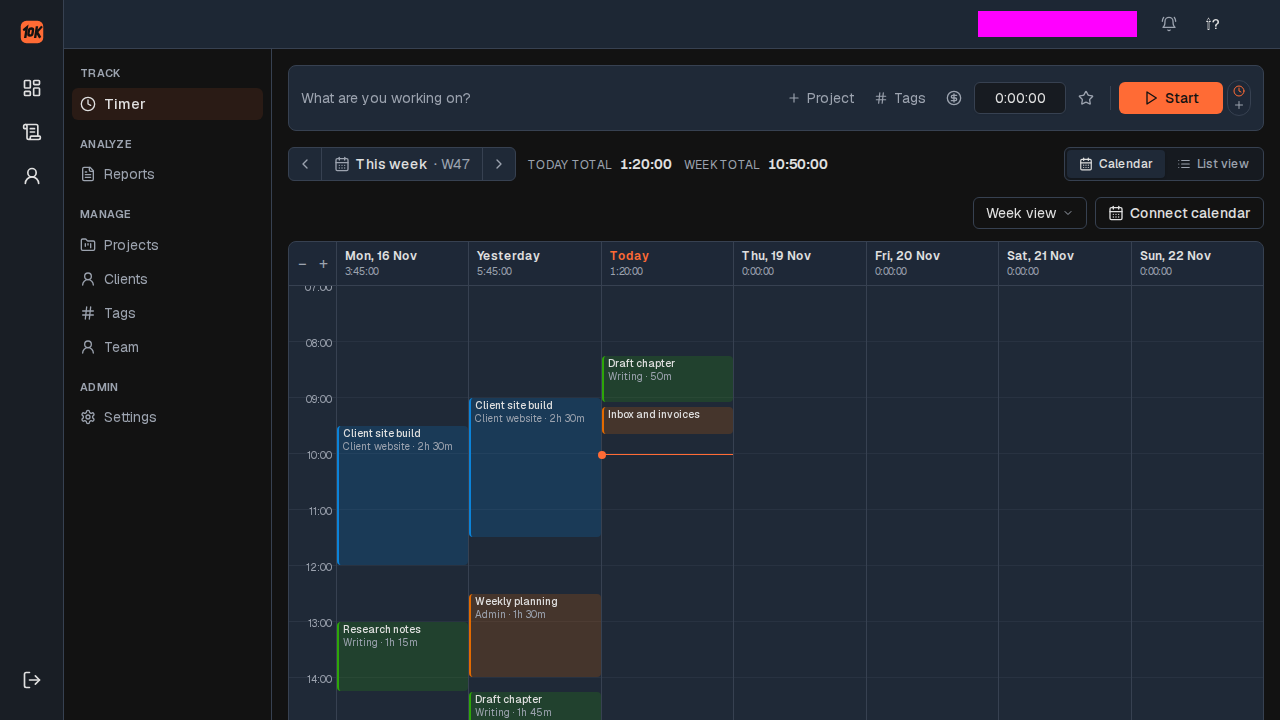 10K
?
TRACK
Timer
ANALYZE
Reports
MANAGE
Projects
Clients
Tags
Team
ADMIN
Settings
What are you working on?
Project
Tags
0:00:00
Start
This week · W47
TODAY TOTAL 1:20:00
WEEK TOTAL 10:50:00
Calendar
List view
Week view
Connect calendar
− +
Mon, 16 Nov
3:45:00
Yesterday
5:45:00
Today
1:20:00
Thu, 19 Nov
0:00:00
Fri, 20 Nov
0:00:00
Sat, 21 Nov
0:00:00
Sun, 22 Nov
0:00:00
07:00
08:00
09:00
10:00
11:00
12:00
13:00
14:00
Client site build
Client website · 2h 30m
Research notes
Writing · 1h 15m
Client site build
Client website · 2h 30m
Weekly planning
Admin · 1h 30m
Draft chapter
Writing · 1h 45m
Draft chapter
Writing · 50m
Inbox and invoices